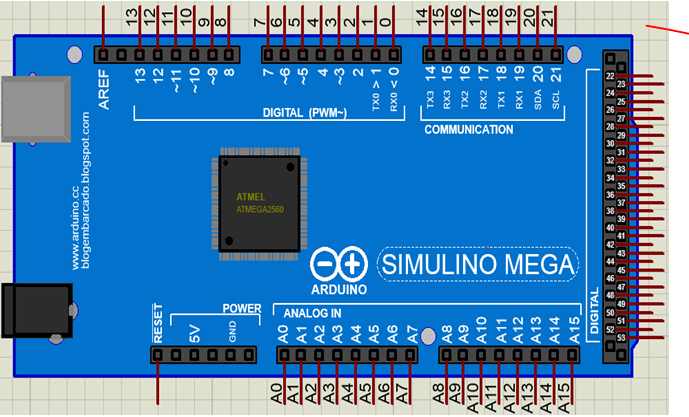 13 12 11 10 9 8 7 6 5 4 3 2 1 0 14 15 16 17 18 19 20 21
AREF 13 12 ~11 ~10 ~9 8 7 ~6 ~5 4 ~3 2 TX0 > 1 RX0 < 0
TX3 14 RX3 15 TX2 16 RX2 17 TX1 18 RX1 19 SDA 20 SCL 21
DIGITAL (PWM~)
COMMUNICATION
22
23
24
25
26
27
28
29
30
31
32
33
34
35
36
37
38
39
40
41
42
43
44
45
46
47
48
49
50
51
52
53
DIGITAL
www.arduino.cc
blogembarcado.blogspot.com
ATMEL
ATMEGA2560
ARDUINO
SIMULINO MEGA
POWER
ANALOG IN
RESET 5V GND A0 A1 A2 A3 A4 A5 A6 A7 A8 A9 A10 A11 A12 A13 A14 A15
A0 A1 A2 A3 A4 A5 A6 A7 A8 A9 A10 A11 A12 A13 A14 A15